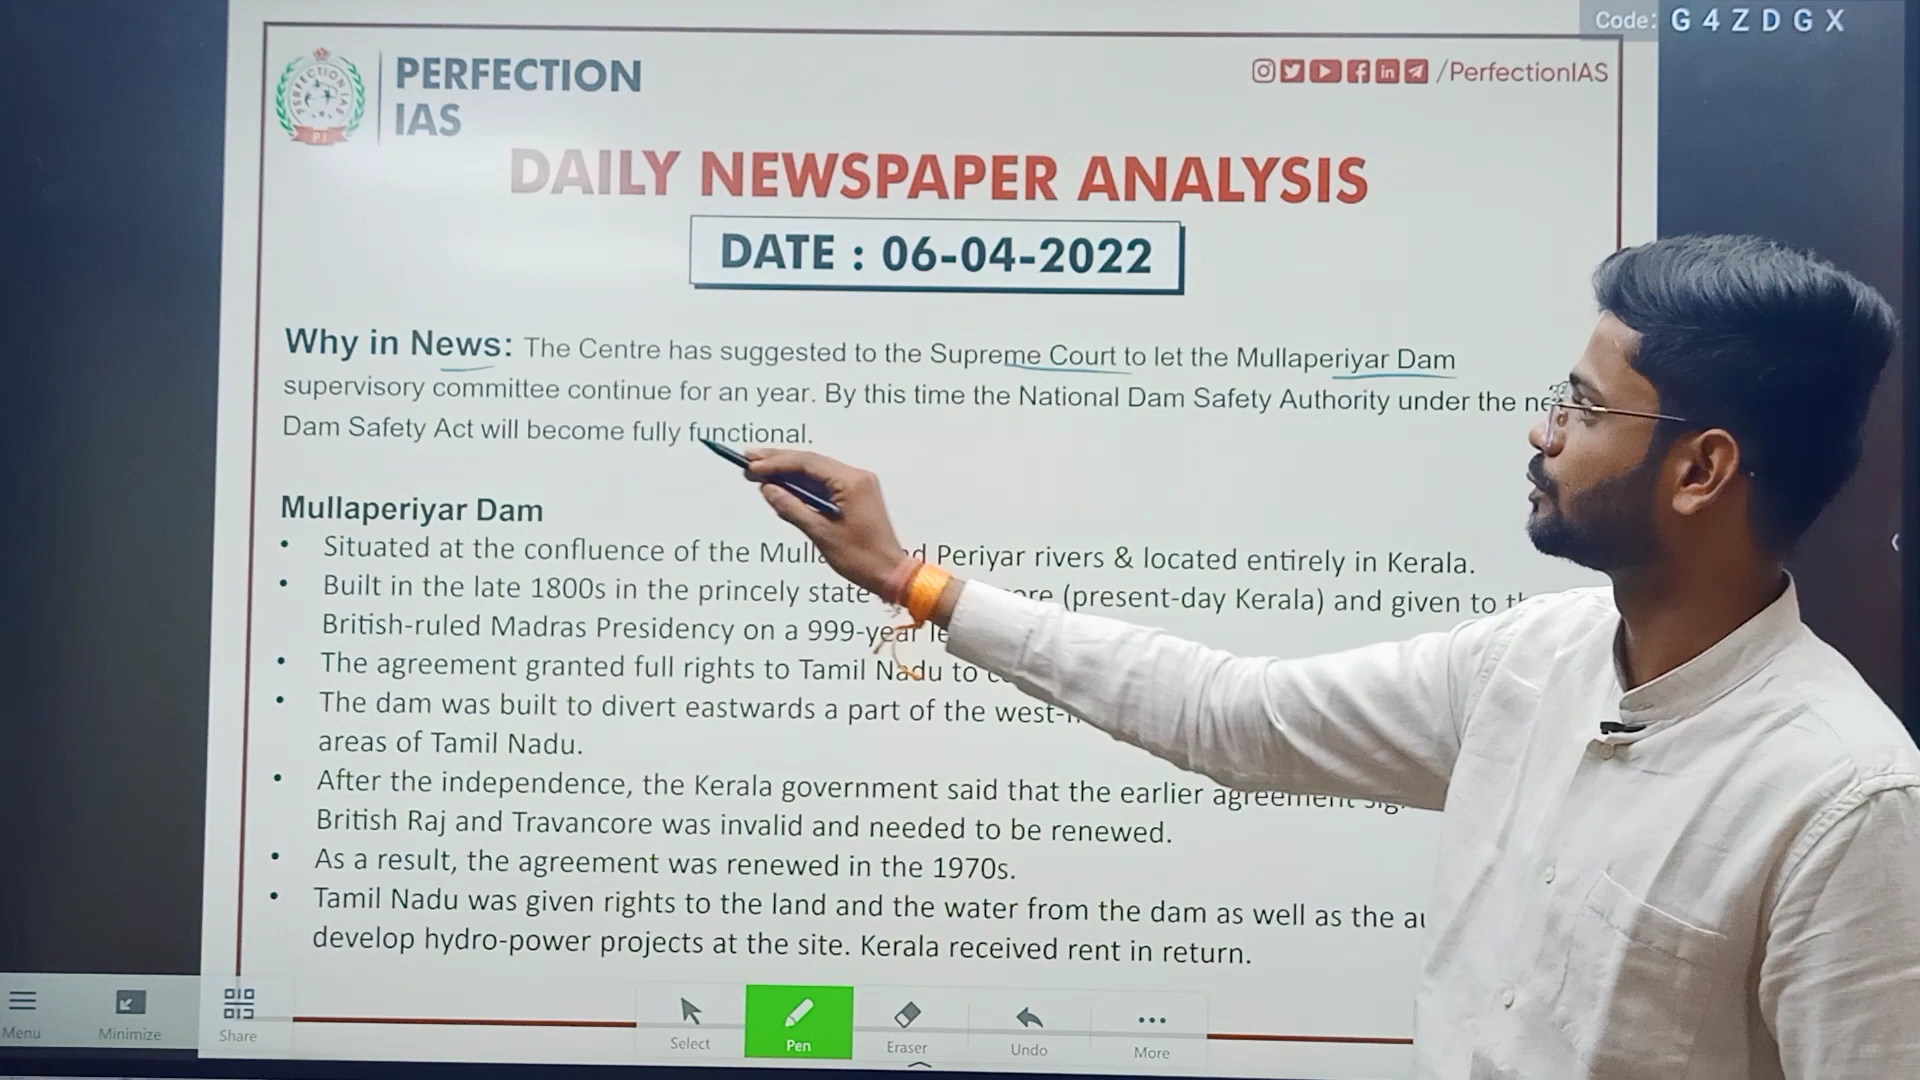 Code: G 4 Z D G X
PERFECTION
IAS
/PerfectionIAS
PERFECTION IAS
P.I
DAILY NEWSPAPER ANALYSIS
DATE : 06-04-2022
Why in News: The Centre has suggested to the Supreme Court to let the Mullaperiyar Dam
supervisory committee continue for an year. By this time the National Dam Safety Authority under the
Dam Safety Act will become fully functional.
Mullaperiyar Dam
• Situated at the confluence of the Periyar rivers & located entirely in Kerala.
• Built in the late 1800s in the princely state (present-day Kerala) and given to
British-ruled Madras Presidency on a 999-year
• The agreement granted full rights to Tamil Nadu to
• The dam was built to divert eastwards a part of the
areas of Tamil Nadu.
• After the independence, the Kerala government said that the earlier agreement
British Raj and Travancore was invalid and needed to be renewed.
• As a result, the agreement was renewed in the 1970s.
• Tamil Nadu was given rights to the land and the water from the dam as well as the
develop hydro-power projects at the site. Kerala received rent in return.
Menu
Minimize
Share
Select
Pen
Eraser
Undo
More